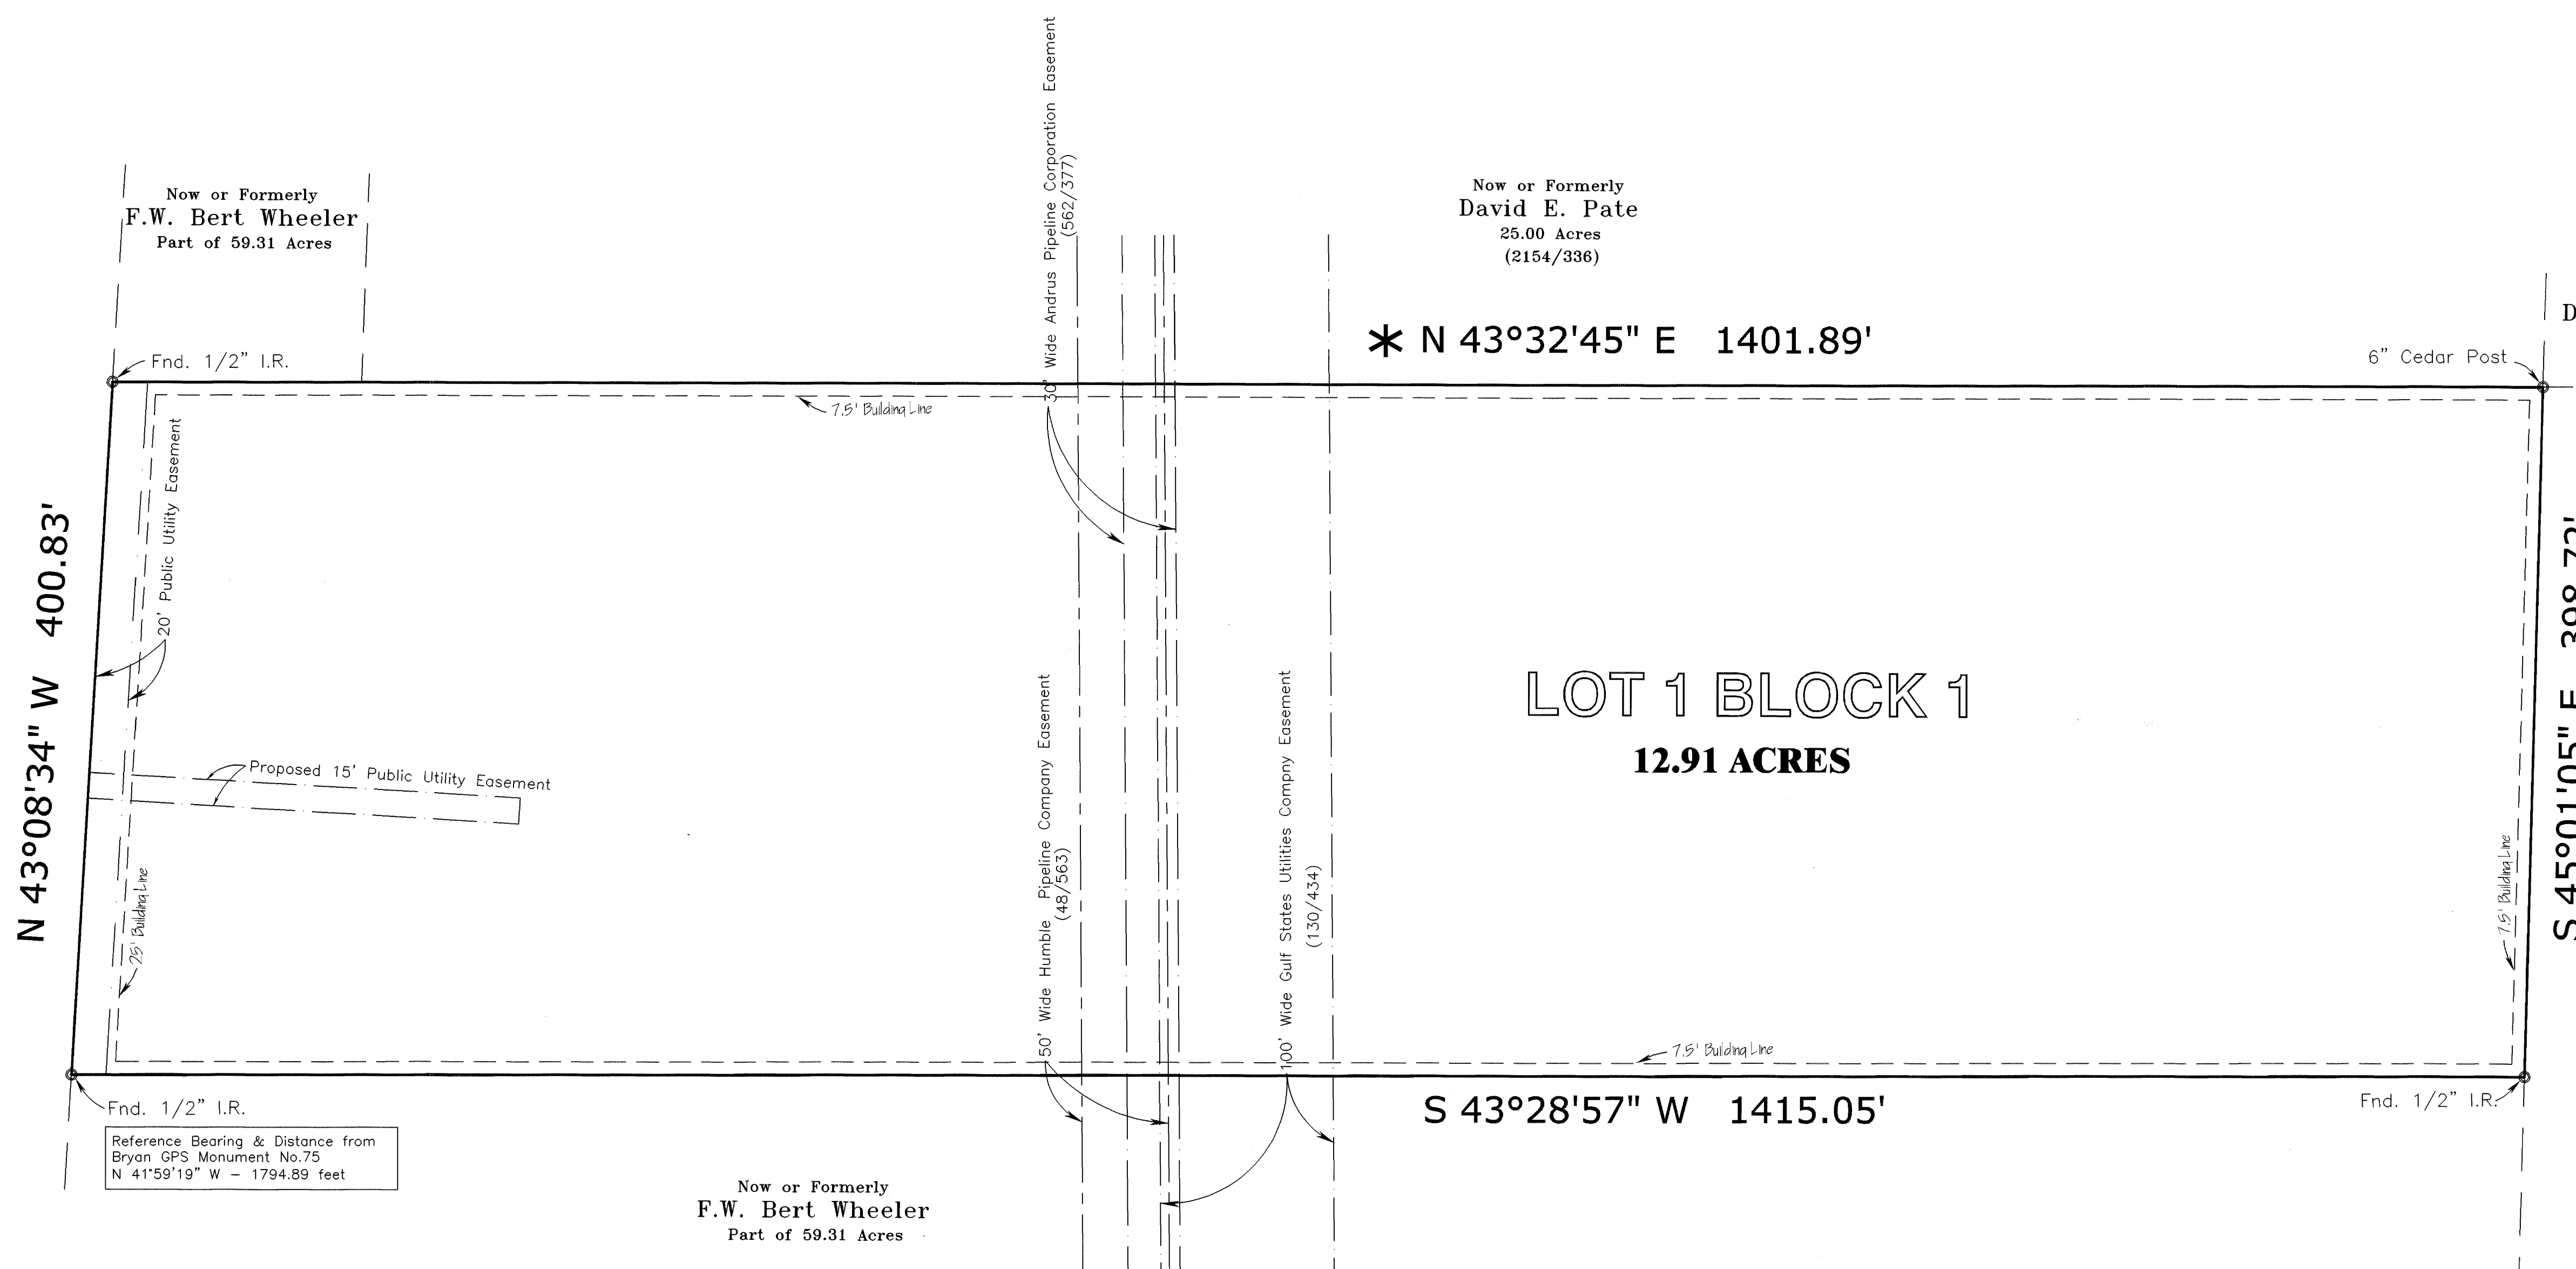 30' Wide Andrus Pipeline Corporation Easement
(562/377)
Now or Formerly
F.W. Bert Wheeler
Part of 59.31 Acres
Now or Formerly
David E. Pate
25.00 Acres
(2154/336)
D
* N 43°32'45" E 1401.89'
Fnd. 1/2" I.R.
6" Cedar Post
7.5' Building Line
20' Public Utility Easement
N 43°08'34" W 400.83'
S 45°01'05" E 398.72'
LOT 1 BLOCK 1
12.91 ACRES
Proposed 15' Public Utility Easement
50' Wide Humble Pipeline Company Easement
(48/563)
100' Wide Gulf States Utilities Compny Easement
(130/434)
25' Building Line
7.5' Building Line
7.5' Building Line
Fnd. 1/2" I.R.
S 43°28'57" W 1415.05'
Fnd. 1/2" I.R.
Reference Bearing & Distance from
Bryan GPS Monument No.75
N 41°59'19" W - 1794.89 feet
Now or Formerly
F.W. Bert Wheeler
Part of 59.31 Acres